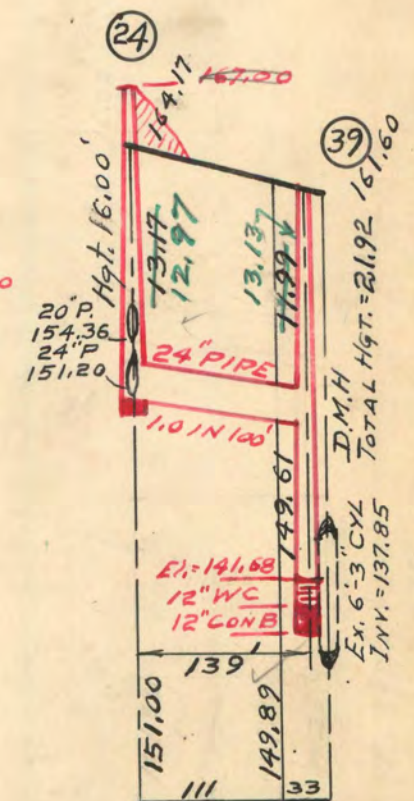 24
167.00
164.17
39
161.60
Hgt. 16.00'
13.17
12.97
13.13
11.99
20"P.
154.36
24"P
151.20
24"PIPE
1.0 IN 100'
D.M.H
TOTAL HGT. = 21.92
149.61
El. = 141.68
12" WC
12" CONB
Ex. 6'-3" CYL
INV. = 137.85
139'
151.00
149.89
111
33